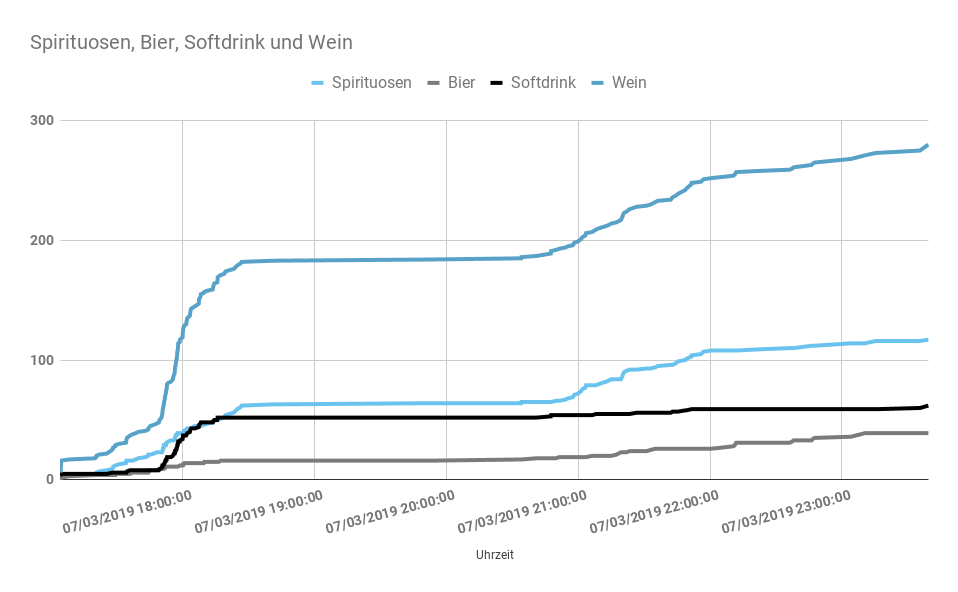 Spirituosen, Bier, Softdrink und Wein
Spirituosen Bier Softdrink Wein
300
200
100
0
07/03/2019 18:00:00 07/03/2019 19:00:00 07/03/2019 20:00:00 07/03/2019 21:00:00 07/03/2019 22:00:00 07/03/2019 23:00:00
Uhrzeit